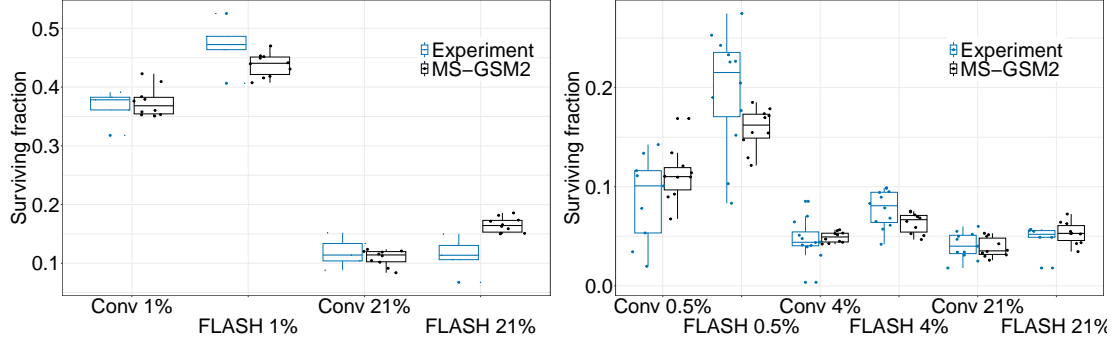 Surviving fraction
0.5
0.4
0.3
0.2
0.1
Experiment
MS−GSM2
Conv 1%
Conv 21%
FLASH 1%
FLASH 21%
Surviving fraction
0.2
0.1
0.0
Experiment
MS−GSM2
Conv 0.5%
Conv 4%
Conv 21%
FLASH 0.5%
FLASH 4%
FLASH 21%